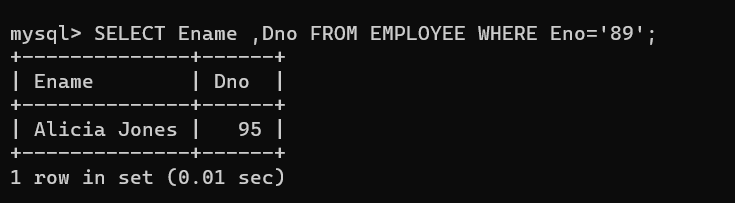 mysql> SELECT Ename ,Dno FROM EMPLOYEE WHERE Eno='89';
+--------------+------+
| Ename        | Dno  |
+--------------+------+
| Alicia Jones |   95 |
+--------------+------+
1 row in set (0.01 sec)